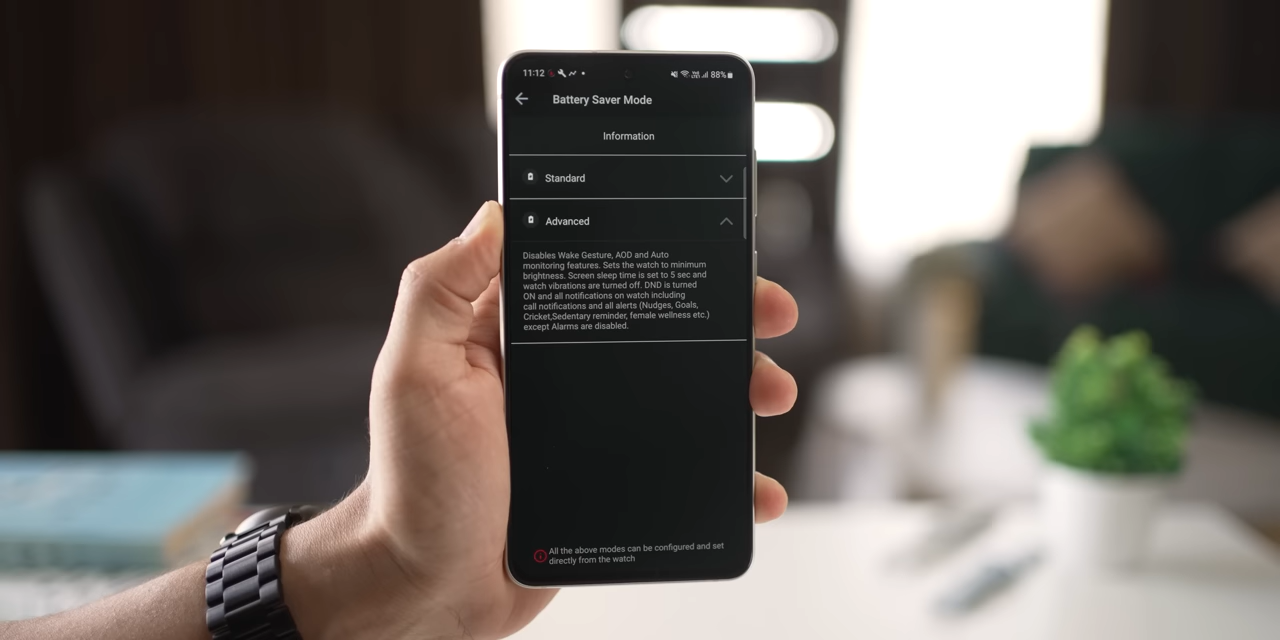 11:12 88%
Battery Saver Mode
Information
Standard
Advanced
Disables Wake Gesture, AOD and Auto
monitoring features. Sets the watch to minimum
brightness. Screen sleep time is set to 5 sec and
watch vibrations are turned off. DND is turned
ON and all notifications on watch including
call notifications and all alerts (Nudges, Goals,
Cricket,Sedentary reminder, female wellness etc.)
except Alarms are disabled.
All the above modes can be configured and set
directly from the watch